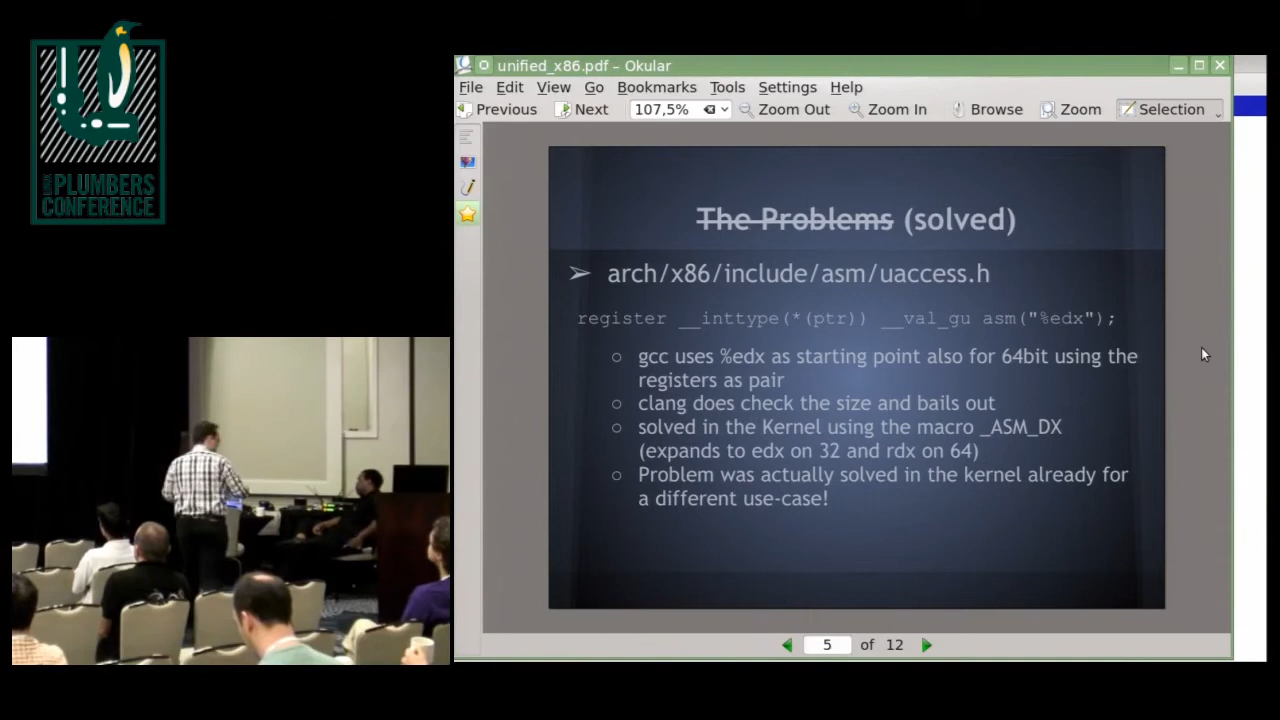 LINUX
PLUMBERS
CONFERENCE
unified_x86.pdf – Okular
File Edit View Go Bookmarks Tools Settings Help
Previous Next 107,5% Zoom Out Zoom In Browse Zoom Selection
The Problems (solved)
➢ arch/x86/include/asm/uaccess.h
register __inttype(*(ptr)) __val_gu asm("%edx");
○ gcc uses %edx as starting point also for 64bit using the
registers as pair
○ clang does check the size and bails out
○ solved in the Kernel using the macro _ASM_DX
(expands to edx on 32 and rdx on 64)
○ Problem was actually solved in the kernel already for
a different use-case!
5 of 12